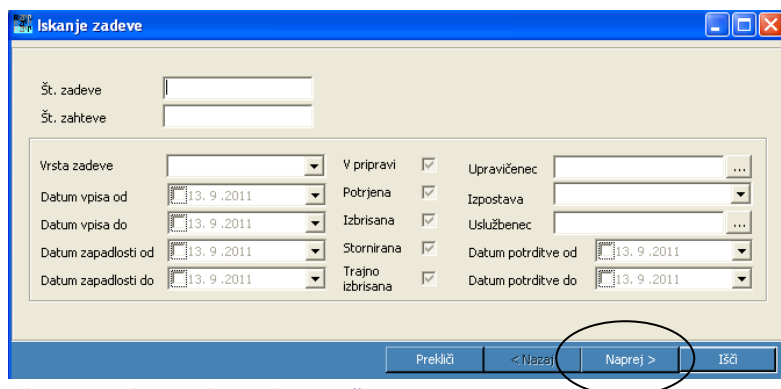 Iskanje zadeve
Št. zadeve
Št. zahteve
Vrsta zadeve
Datum vpisa od 13. 9 .2011
Datum vpisa do 13. 9 .2011
Datum zapadlosti od 13. 9 .2011
Datum zapadlosti do 13. 9 .2011
V pripravi
Potrjena
Izbrisana
Stornirana
Trajno
izbrisana
Upravičenec ...
Izpostava
Uslužbenec ...
Datum potrditve od 13. 9 .2011
Datum potrditve do 13. 9 .2011
Prekliči < Nazaj Naprej > Išči